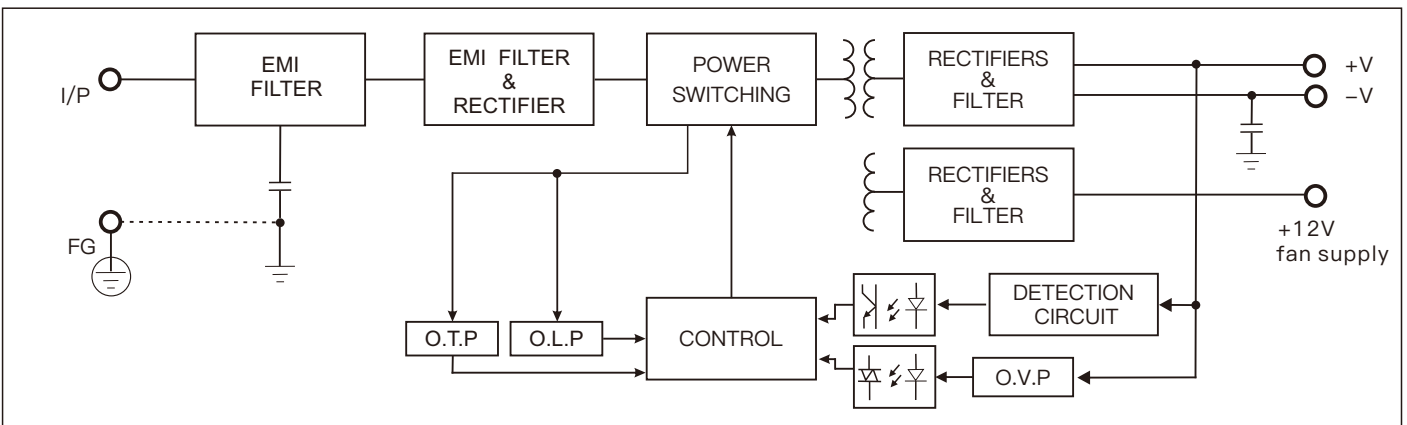 I/P
EMI
FILTER
EMI FILTER
&
RECTIFIER
POWER
SWITCHING
RECTIFIERS
&
FILTER
+V
−V
RECTIFIERS
&
FILTER
+12V
fan supply
FG
O.T.P
O.L.P
CONTROL
DETECTION
CIRCUIT
O.V.P